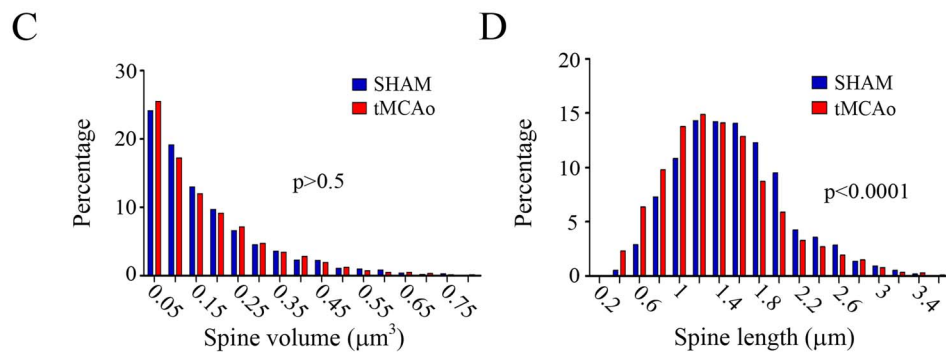 C
30
20
10
0
Percentage
SHAM
tMCAo
p>0.5
0.05
0.15
0.25
0.35
0.45
0.55
0.65
0.75
Spine volume (μm³)
D
20
15
10
5
0
Percentage
SHAM
tMCAo
p<0.0001
0.2
0.6
1
1.4
1.8
2.2
2.6
3
3.4
Spine length (μm)